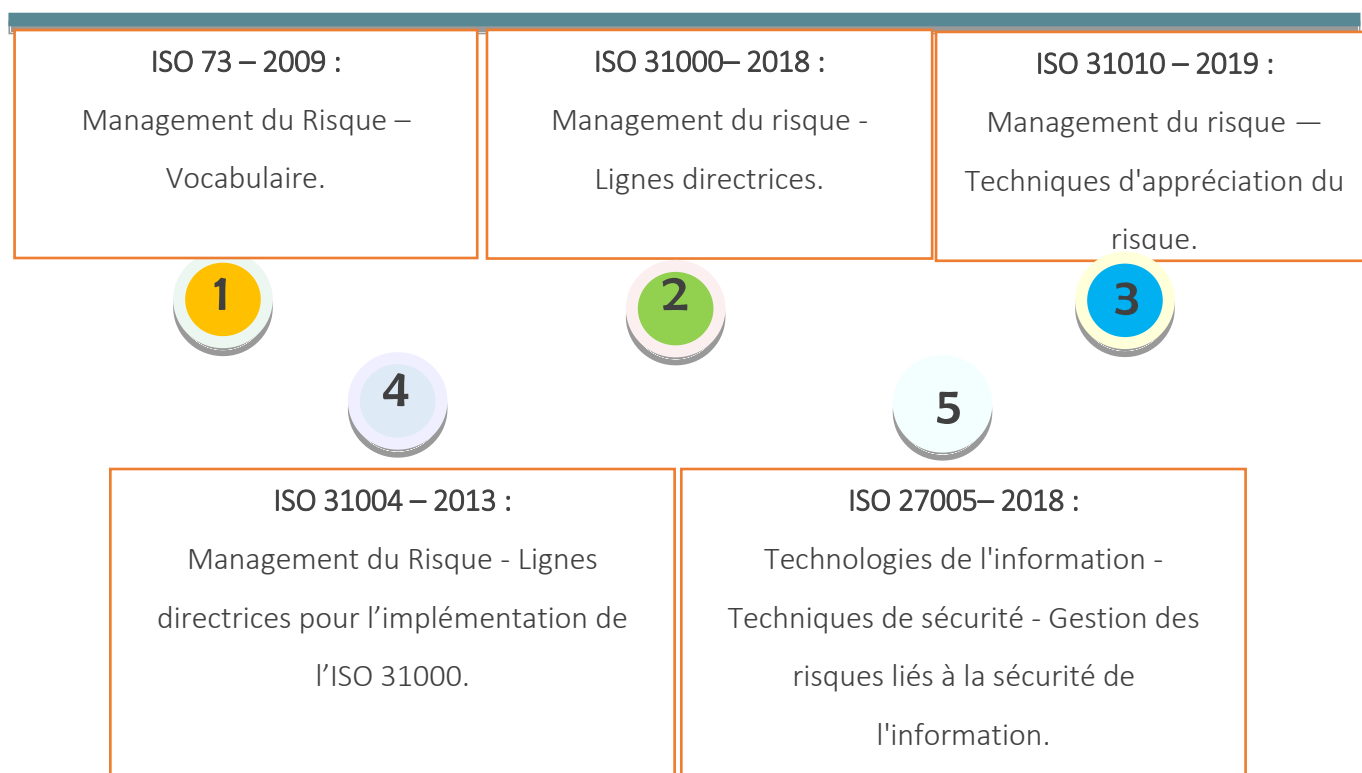 ISO 73 – 2009 :
Management du Risque –
Vocabulaire.
ISO 31000– 2018 :
Management du risque -
Lignes directrices.
ISO 31010 – 2019 :
Management du risque —
Techniques d'appréciation du
risque.
1
2
3
4
5
ISO 31004 – 2013 :
Management du Risque - Lignes
directrices pour l’implémentation de
l’ISO 31000.
ISO 27005– 2018 :
Technologies de l'information -
Techniques de sécurité - Gestion des
risques liés à la sécurité de
l'information.